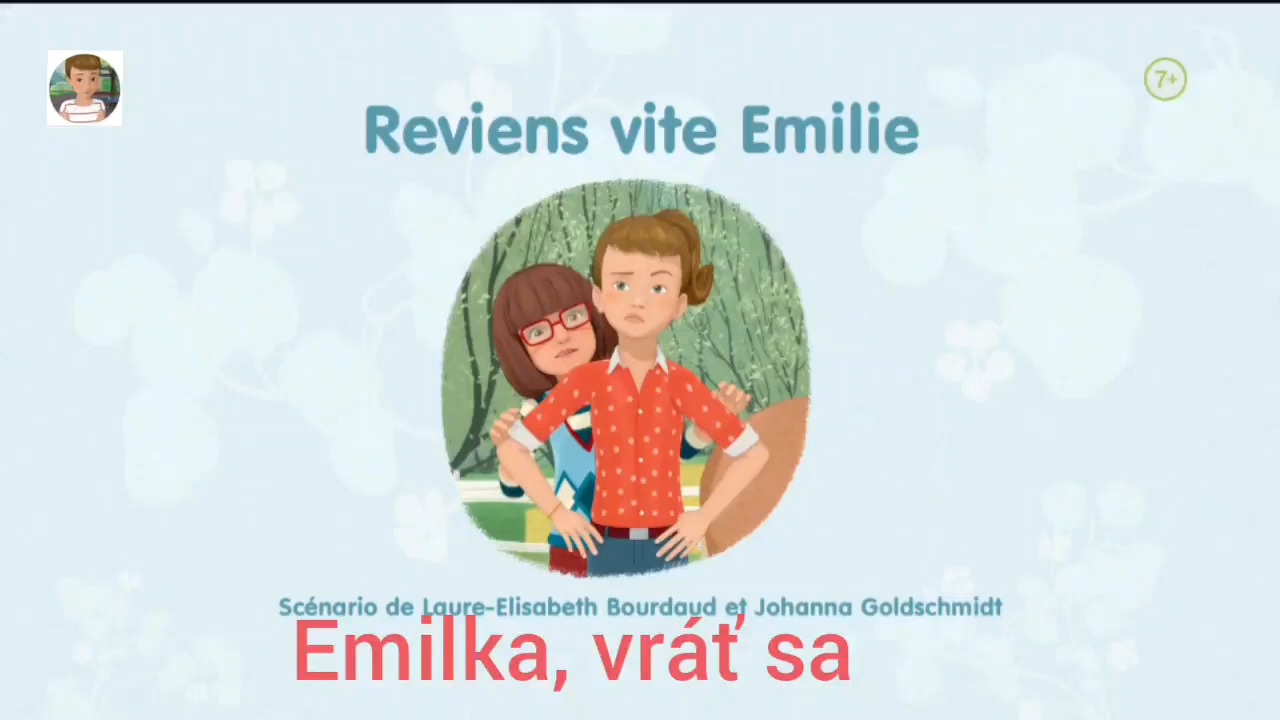 7+
Reviens vite Emilie
Scénario de Laure-Elisabeth Bourdaud et Johanna Goldschmidt
Emilka, vráť sa